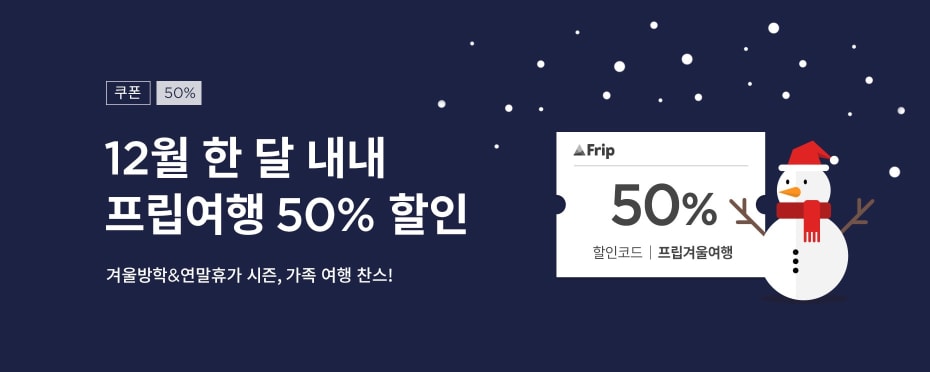 쿠폰 50%
12월 한 달 내내
프립여행 50% 할인
겨울방학&연말휴가 시즌, 가족 여행 찬스!
Frip
50%
할인코드 | 프립겨울여행